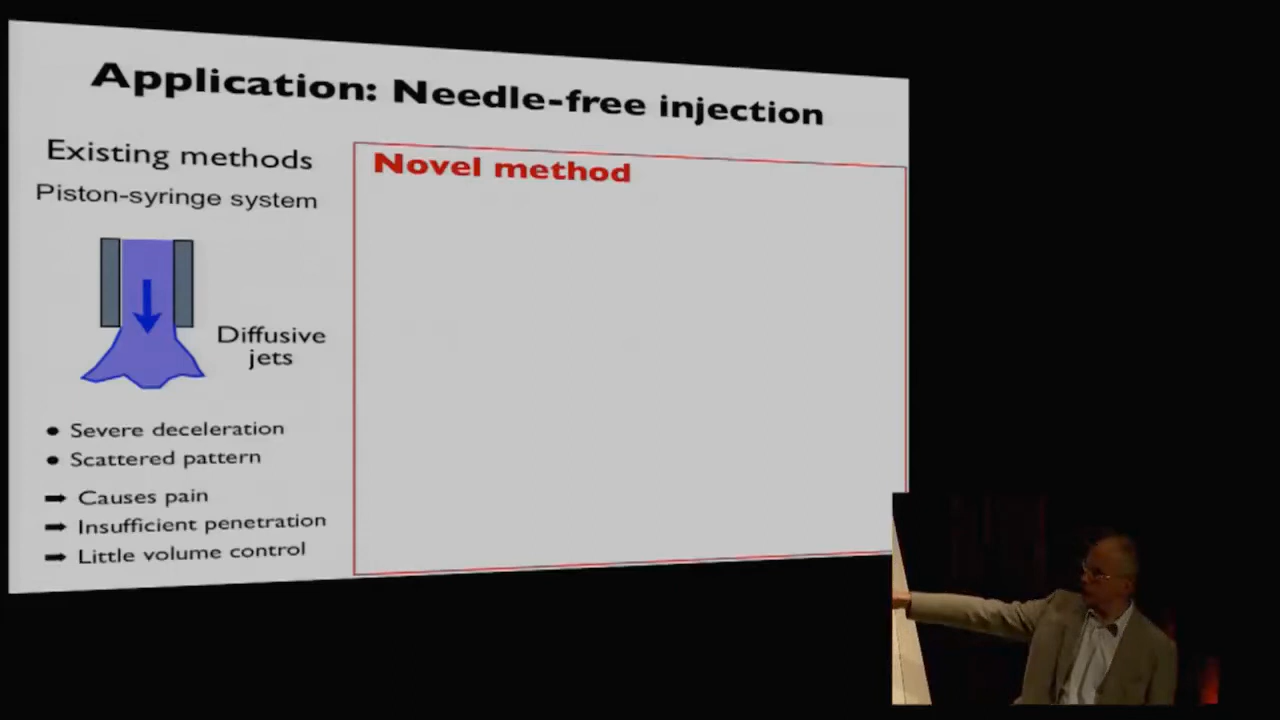 Application: Needle-free injection
Existing methods
Piston-syringe system
Diffusive
jets
● Severe deceleration
● Scattered pattern
➡ Causes pain
➡ Insufficient penetration
➡ Little volume control
Novel method